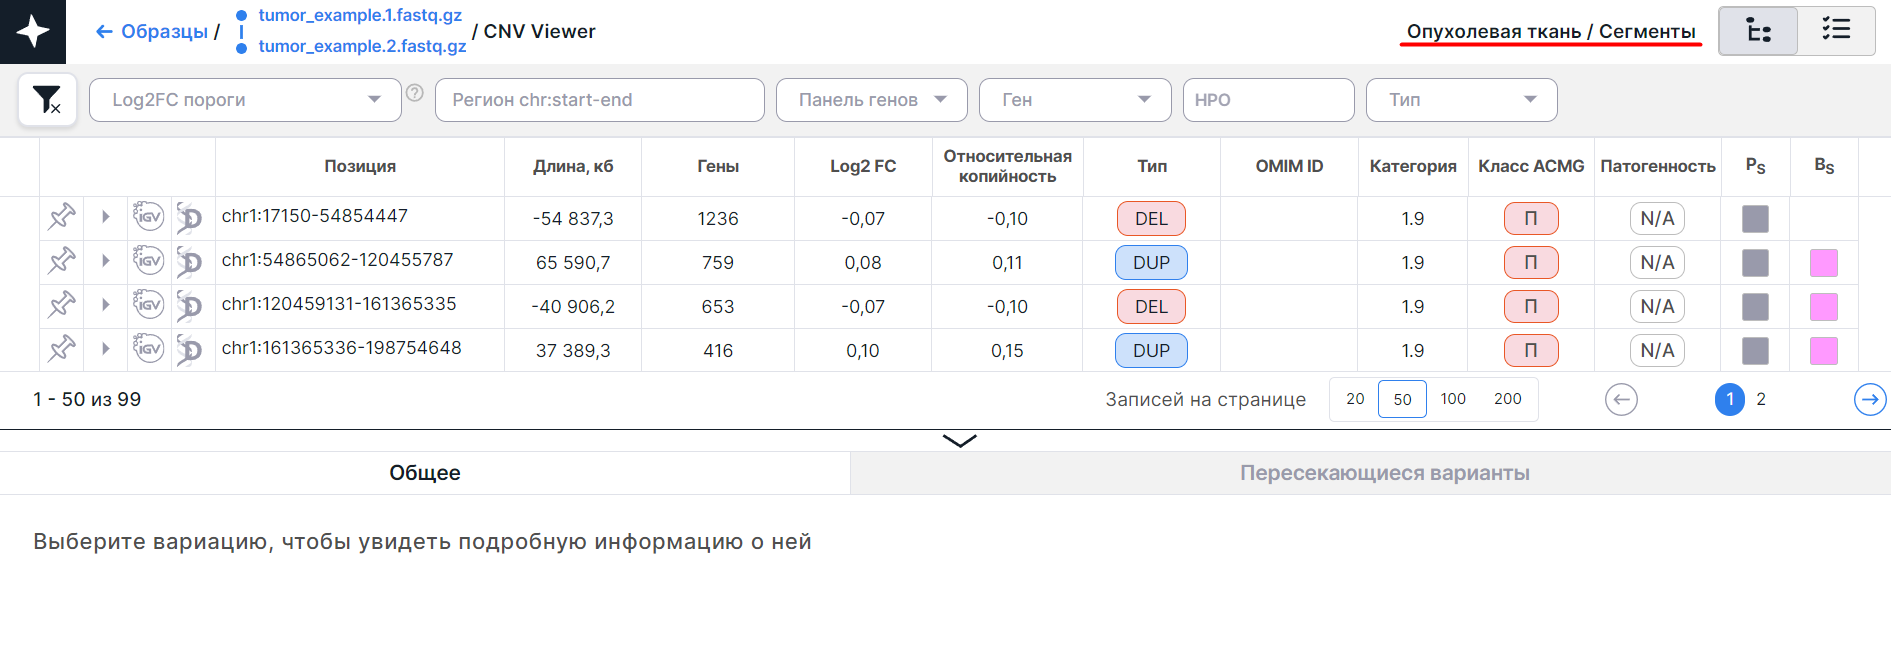 tumor_example.1.fastq.gz
← Образцы / tumor_example.2.fastq.gz / CNV Viewer
Опухолевая ткань / Сегменты
Log2FC пороги ? Регион chr:start-end Панель генов Ген HPO Тип
Позиция Длина, кб Гены Log2 FC Относительная копийность Тип OMIM ID Категория Класс ACMG Патогенность PS BS
IGV D chr1:17150-54854447 -54 837,3 1236 -0,07 -0,10 DEL 1.9 П N/A
IGV D chr1:54865062-120455787 65 590,7 759 0,08 0,11 DUP 1.9 П N/A
IGV D chr1:120459131-161365335 -40 906,2 653 -0,07 -0,10 DEL 1.9 П N/A
IGV D chr1:161365336-198754648 37 389,3 416 0,10 0,15 DUP 1.9 П N/A
1 - 50 из 99 Записей на странице 20 50 100 200 ← 1 2 →
Общее Пересекающиеся варианты
Выберите вариацию, чтобы увидеть подробную информацию о ней